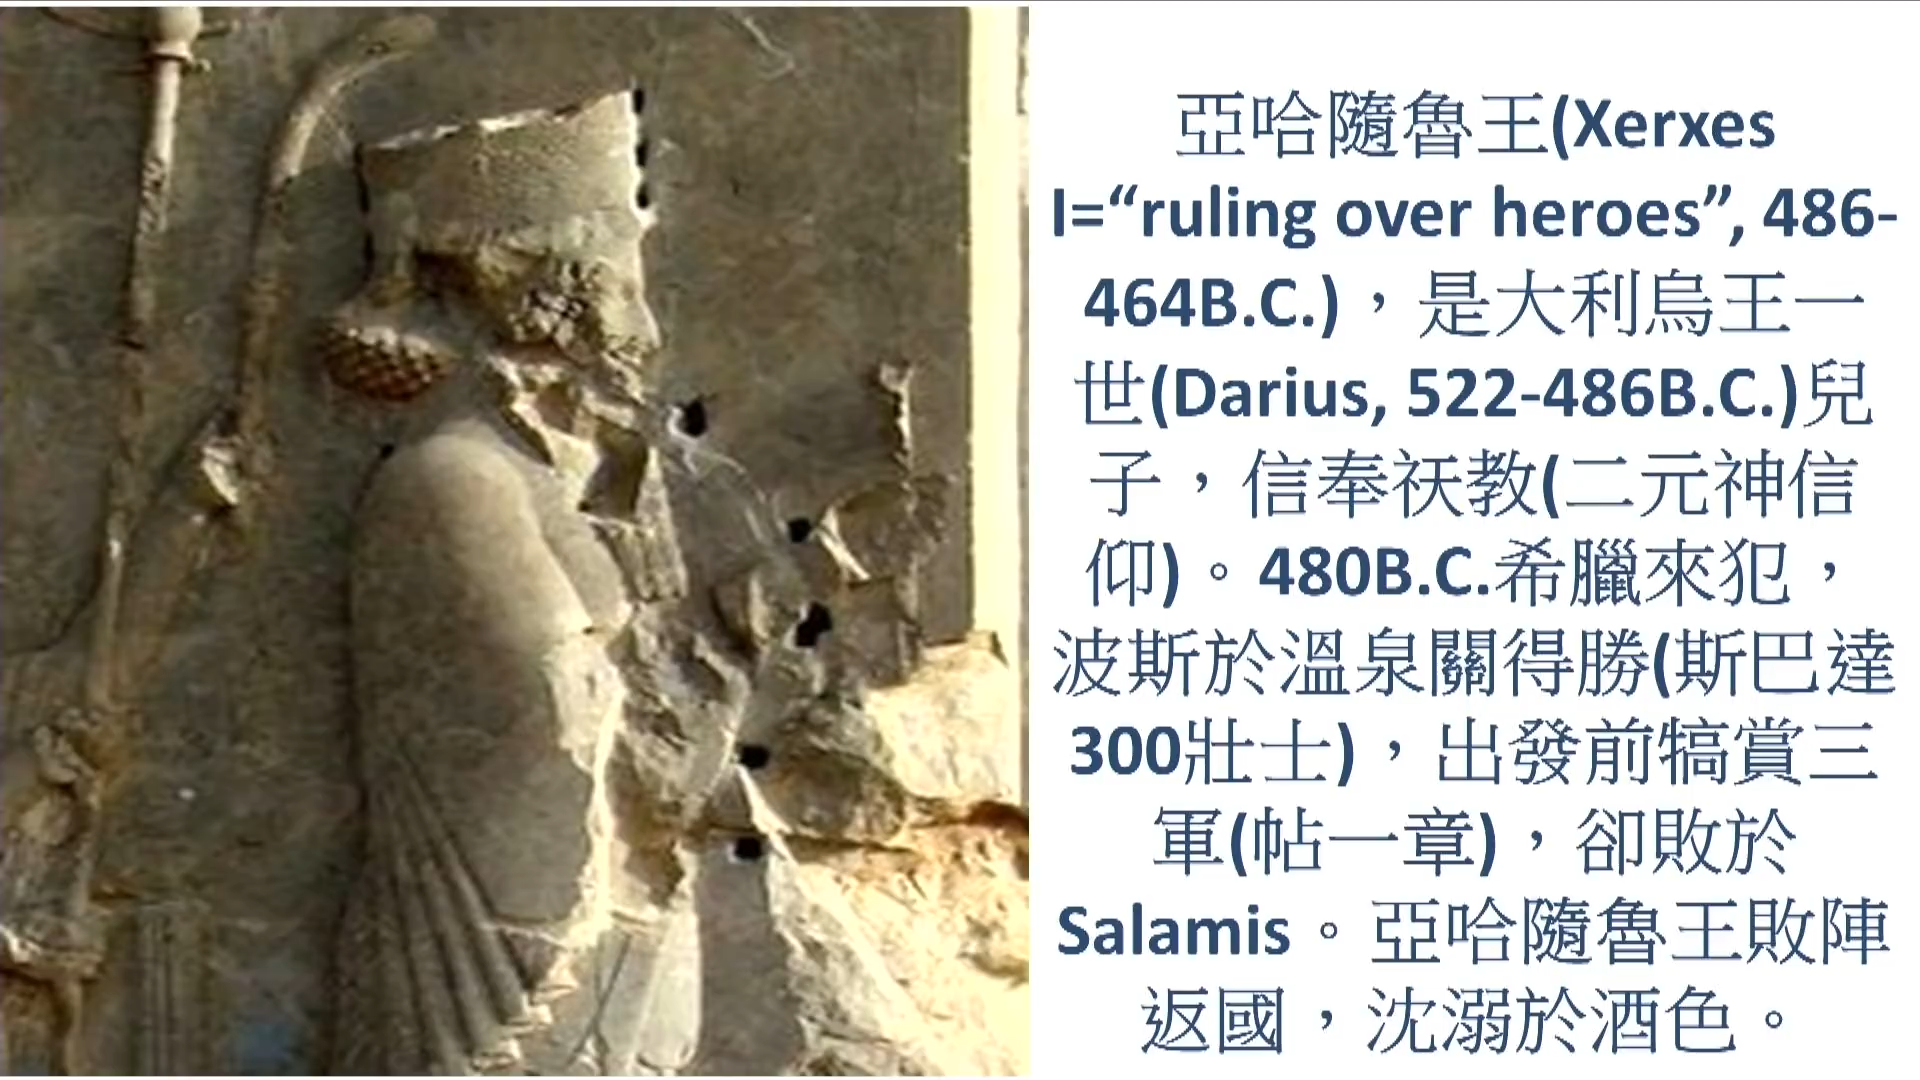 亞哈隨魯王(Xerxes
I=“ruling over heroes”, 486-
464B.C.)，是大利烏王一
世(Darius, 522-486B.C.)兒
子，信奉祆教(二元神信
仰)。480B.C.希臘來犯，
波斯於溫泉關得勝(斯巴達
300壯士)，出發前犒賞三
軍(帖一章)，卻敗於
Salamis。亞哈隨魯王敗陣
返國，沈溺於酒色。